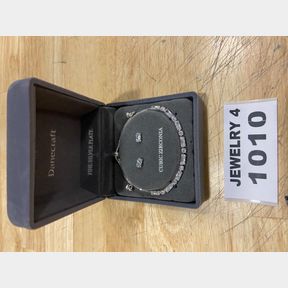 Danecraft
FINE SILVER PLATE
CUBIC ZIRCONIA
JEWELRY 4
1010